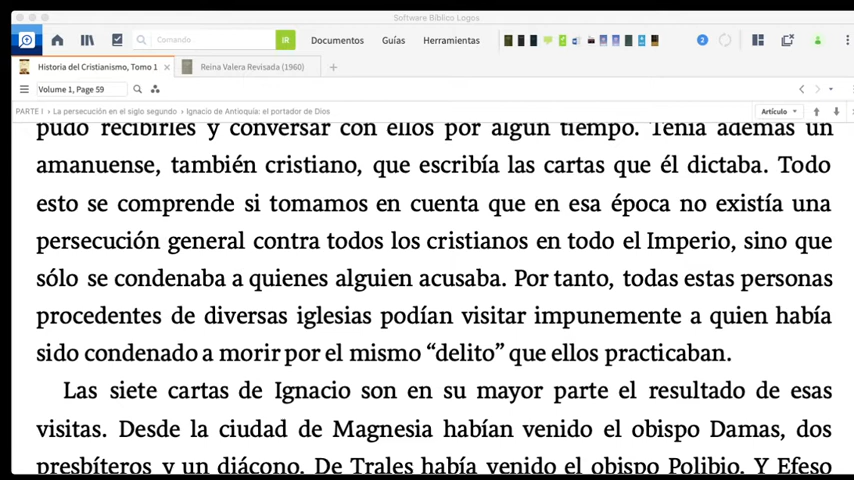 Software Bíblico Logos
Comando
IR
Documentos
Guías
Herramientas
2
Historia del Cristianismo, Tomo 1
Reina Valera Revisada (1960)
Volume 1, Page 59
PARTE I › La persecución en el siglo segundo › Ignacio de Antioquía: el portador de Dios
Artículo
pudo recibirles y conversar con ellos por algún tiempo. Tenía además un
amanuense, también cristiano, que escribía las cartas que él dictaba. Todo
esto se comprende si tomamos en cuenta que en esa época no existía una
persecución general contra todos los cristianos en todo el Imperio, sino que
sólo se condenaba a quienes alguien acusaba. Por tanto, todas estas personas
procedentes de diversas iglesias podían visitar impunemente a quien había
sido condenado a morir por el mismo “delito” que ellos practicaban.
Las siete cartas de Ignacio son en su mayor parte el resultado de esas
visitas. Desde la ciudad de Magnesia habían venido el obispo Damas, dos
presbíteros y un diácono. De Trales había venido el obispo Polibio. Y Efeso